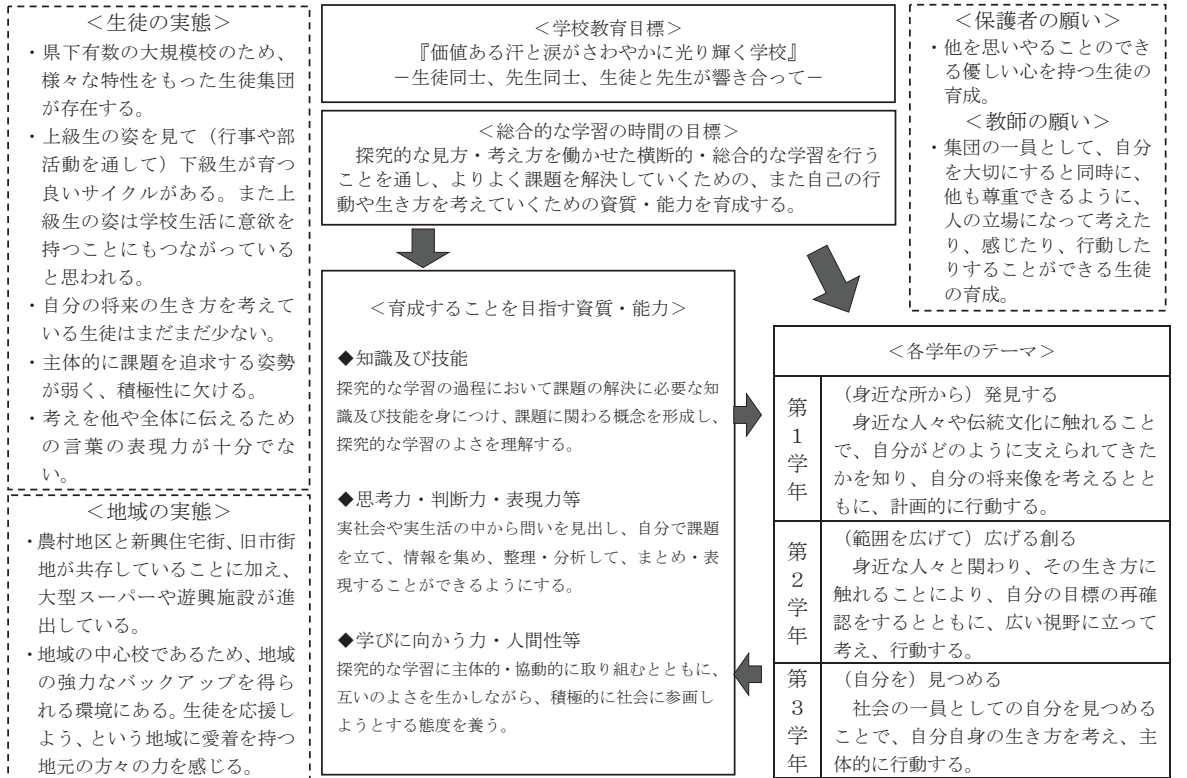 <生徒の実態>
・県下有数の大規模校のため、
様々な特性をもった生徒集団
が存在する。
・上級生の姿を見て（行事や部
活動を通して）下級生が育つ
良いサイクルがある。また上
級生の姿は学校生活に意欲を
持つことにもつながっている
と思われる。
・自分の将来の生き方を考えて
いる生徒はまだまだ少ない。
・主体的に課題を追求する姿勢
が弱く、積極性に欠ける。
・考えを他や全体に伝えるため
の言葉の表現力が十分でな
い。
<地域の実態>
・農村地区と新興住宅街、旧市街
地が共存していることに加え、
大型スーパーや遊興施設が進
出している。
・地域の中心校であるため、地域
の強力なバックアップを得ら
れる環境にある。生徒を応援し
よう、という地域に愛着を持つ
地元の方々の力を感じる。
<学校教育目標>
『価値ある汗と涙がさわやかに光り輝く学校』
－生徒同士、先生同士、生徒と先生が響き合って－
<総合的な学習の時間の目標>
探究的な見方・考え方を働かせた横断的・総合的な学習を行う
ことを通し、よりよく課題を解決していくための、また自己の行
動や生き方を考えていくための資質・能力を育成する。
<育成することを目指す資質・能力>
◆知識及び技能
探究的な学習の過程において課題の解決に必要な知
識及び技能を身につけ、課題に関わる概念を形成し、
探究的な学習のよさを理解する。
◆思考力・判断力・表現力等
実社会や実生活の中から問いを見出し、自分で課題
を立て、情報を集め、整理・分析して、まとめ・表
現することができるようにする。
◆学びに向かう力・人間性等
探究的な学習に主体的・協動的に取り組むとともに、
互いのよさを生かしながら、積極的に社会に参画し
ようとする態度を養う。
<保護者の願い>
・他を思いやることのでき
る優しい心を持つ生徒の
育成。
<教師の願い>
・集団の一員として、自分
を大切にすると同時に、
他も尊重できるように、
人の立場になって考えた
り、感じたり、行動した
りすることができる生徒
の育成。
<各学年のテーマ>
第1学年
（身近な所から）発見する
身近な人々や伝統文化に触れること
で、自分がどのように支えられてきた
かを知り、自分の将来像を考えるとと
もに、計画的に行動する。
第2学年
（範囲を広げて）広げる創る
身近な人々と関わり、その生き方に
触れることにより、自分の目標の再確
認をするとともに、広い視野に立って
考え、行動する。
第3学年
（自分を）見つめる
社会の一員としての自分を見つめる
ことで、自分自身の生き方を考え、主
体的に行動する。